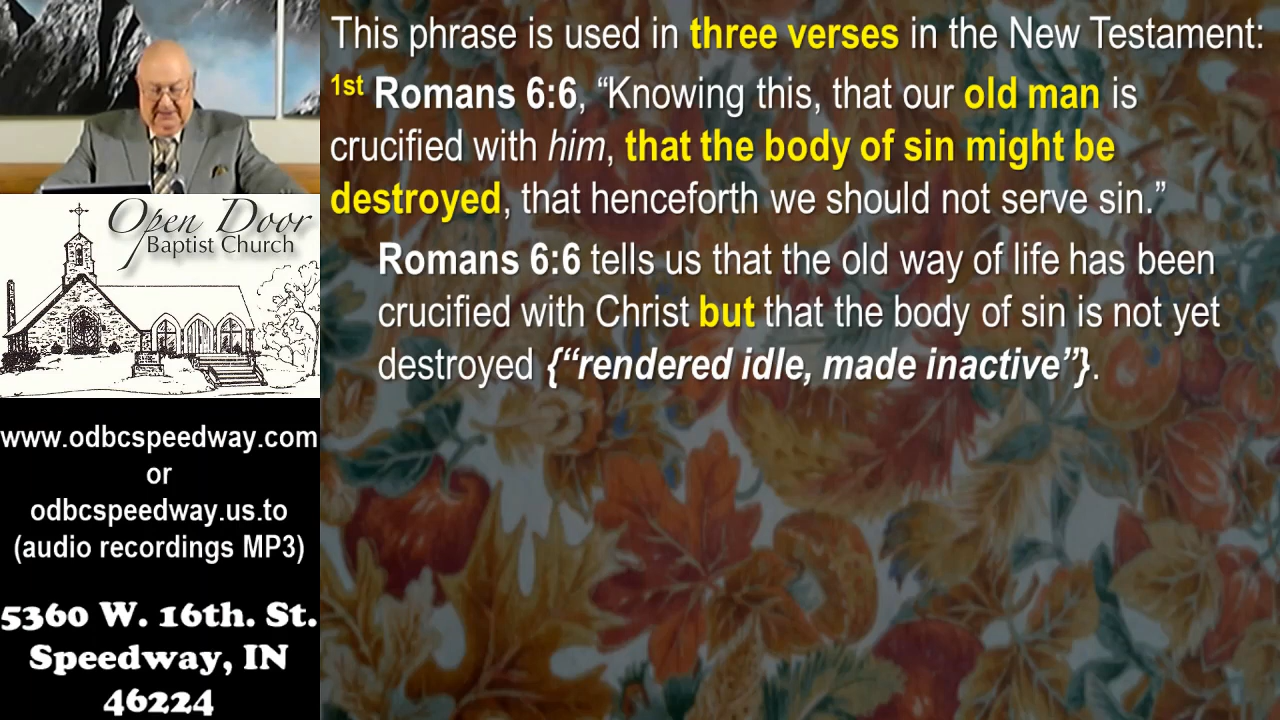 Open Door
Baptist Church
www.odbcspeedway.com
or
odbcspeedway.us.to
(audio recordings MP3)
5360 W. 16th. St.
Speedway, IN
46224
This phrase is used in three verses in the New Testament:
1st Romans 6:6, “Knowing this, that our old man is
crucified with him, that the body of sin might be
destroyed, that henceforth we should not serve sin.”
Romans 6:6 tells us that the old way of life has been
crucified with Christ but that the body of sin is not yet
destroyed {“rendered idle, made inactive”}.